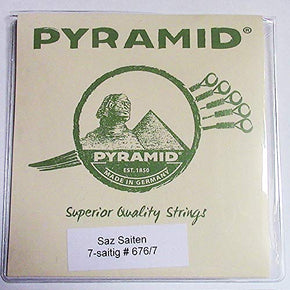 PYRAMID®
PYRAMID
EST. 1850
MADE IN GERMANY
Superior Quality Strings
Saz Saiten
7-saitig # 676/7